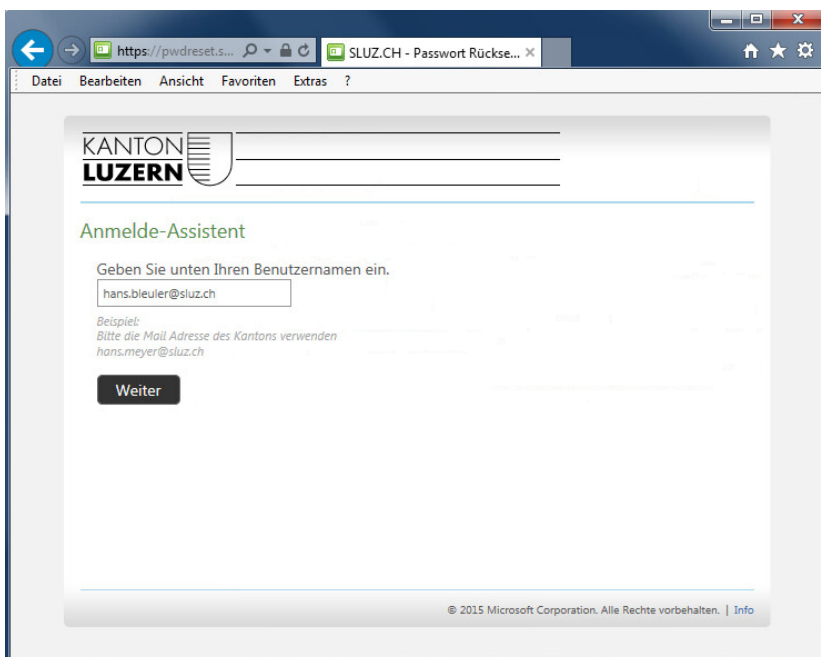 https://pwdreset.s...
SLUZ.CH - Passwort Rückse...
Datei Bearbeiten Ansicht Favoriten Extras ?
KANTON
LUZERN
Anmelde-Assistent
Geben Sie unten Ihren Benutzernamen ein.
hans.bleuler@sluz.ch
Beispiel:
Bitte die Mail Adresse des Kantons verwenden
hans.meyer@sluz.ch
Weiter
© 2015 Microsoft Corporation. Alle Rechte vorbehalten. | Info